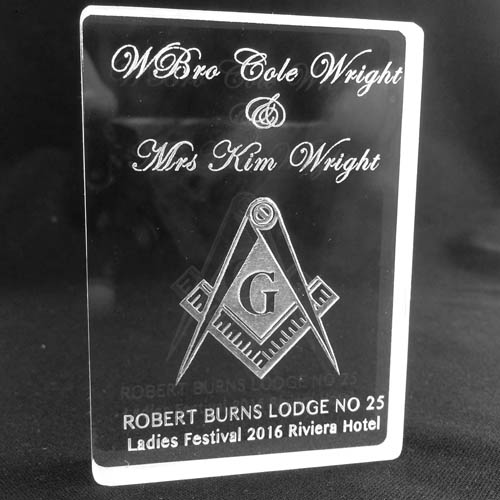 WBro Cole Wright
&
Mrs Kim Wright
G
ROBERT BURNS LODGE NO 25
Ladies Festival 2016 Riviera Hotel